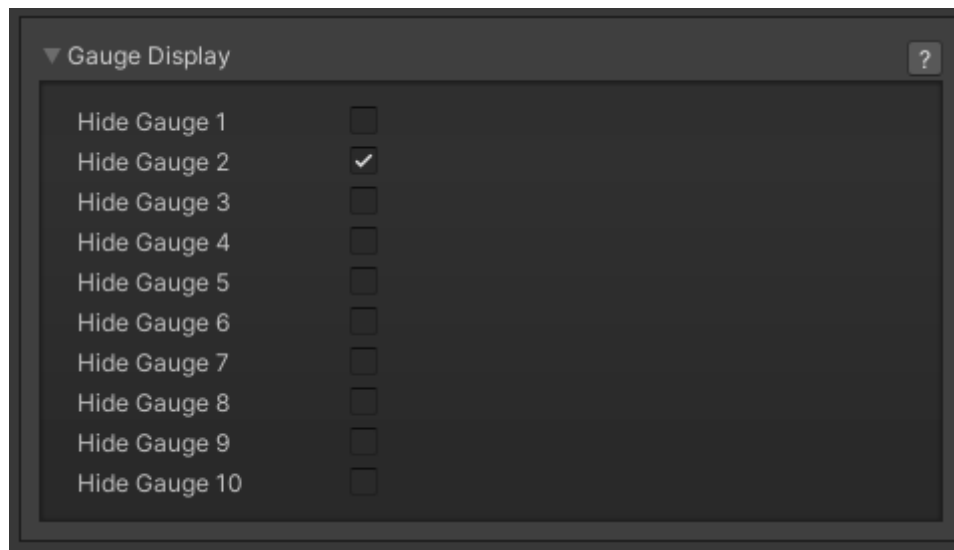 Gauge Display
?
Hide Gauge 1
Hide Gauge 2
Hide Gauge 3
Hide Gauge 4
Hide Gauge 5
Hide Gauge 6
Hide Gauge 7
Hide Gauge 8
Hide Gauge 9
Hide Gauge 10